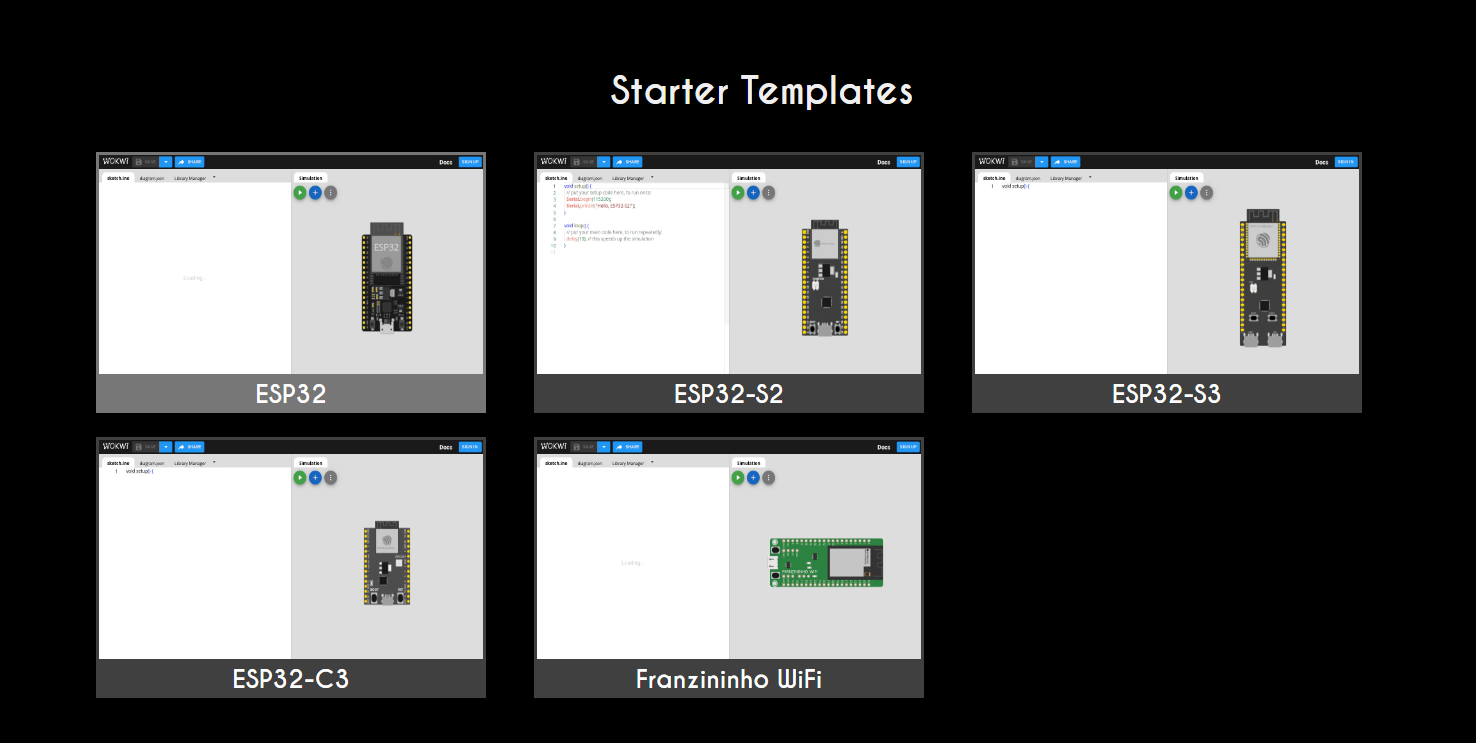 Starter Templates
WOKWI SAVE SHARE Docs SIGN UP
sketch.ino diagram.json Library Manager Simulation
Loading...
ESP32
ESP32
WOKWI SAVE SHARE Docs SIGN UP
sketch.ino diagram.json Library Manager Simulation
1 void setup() {
2 // put your setup code here, to run once:
3 Serial.begin(115200);
4 Serial.println("Hello, ESP32-S2!");
5 }
6
7 void loop() {
8 // put your main code here, to run repeatedly:
9 delay(10); // this speeds up the simulation
10 }
11
ESP32-S2
WOKWI SAVE SHARE Docs SIGN IN
sketch.ino diagram.json Library Manager Simulation
1 void setup() {
ESP32-S3
WOKWI SAVE SHARE Docs SIGN IN
sketch.ino diagram.json Library Manager Simulation
1 void setup() {
ESP32-C3
WOKWI SAVE SHARE Docs SIGN UP
sketch.ino diagram.json Library Manager Simulation
Loading...
FRANZININHO WiFi
Franzininho WiFi